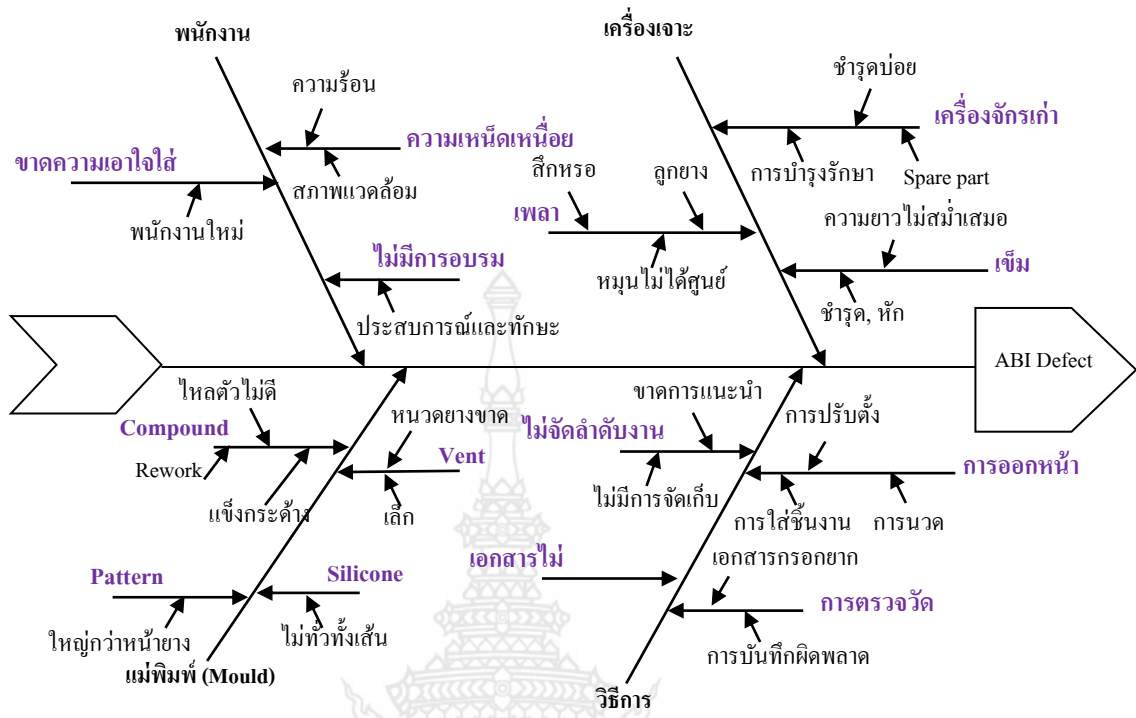 พนักงาน
เครื่องเจาะ
ความร้อน
ชำรุดบ่อย
ความเหน็ดเหนื่อย
เครื่องจักรเก่า
ขาดความเอาใจใส่
สภาพแวดล้อม
สึกหรอ
ลูกยาง
การบำรุงรักษา
Spare part
พนักงานใหม่
เพลา
ความยาวไม่สม่ำเสมอ
ไม่มีการอบรม
หมุนไม่ได้ศูนย์
เข็ม
ประสบการณ์และทักษะ
ชำรุด, หัก
ABI Defect
ไหลตัวไม่ดี
ขาดการแนะนำ
หนวดยางขาด
การปรับตั้ง
Compound
ไม่จัดลำดับงาน
Vent
การออกหน้า
Rework
ไม่มีการจัดเก็บ
แข็งกระด้าง
เล็ก
การใส่ชิ้นงาน
การนวด
เอกสารไม่
เอกสารกรอกยาก
Pattern
Silicone
การตรวจวัด
ใหญ่กว่าหน้ายาง
ไม่ทั่วทั้งเส้น
การบันทึกผิดพลาด
แม่พิมพ์ (Mould)
วิธีการ